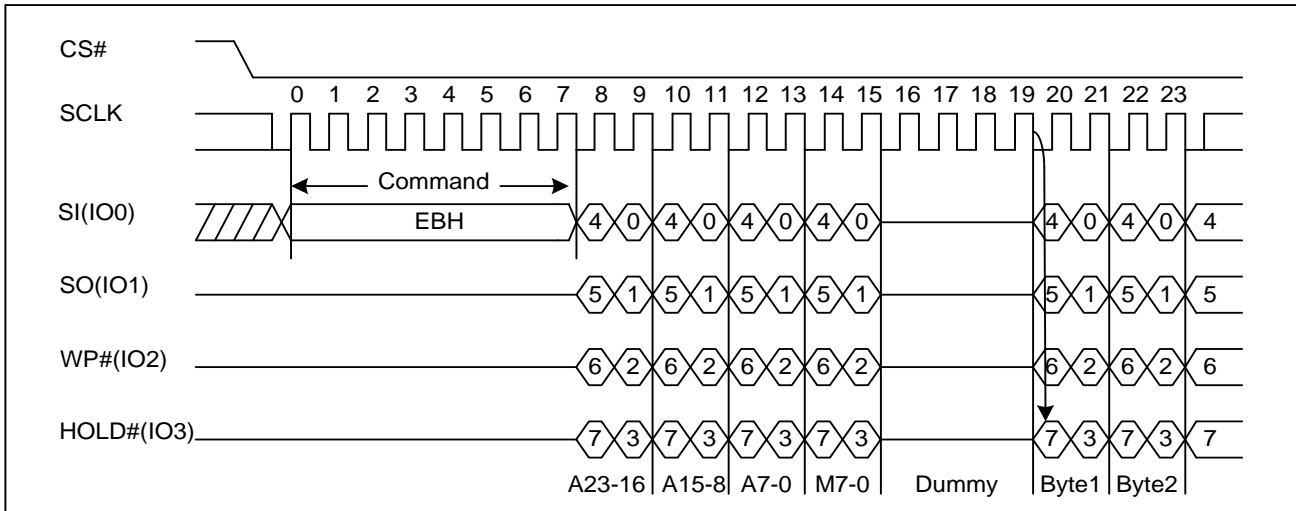 CS#
0 1 2 3 4 5 6 7 8 9 10 11 12 13 14 15 16 17 18 19 20 21 22 23
SCLK
Command
SI(IO0) EBH 4 0 4 0 4 0 4 0 4 0 4 0 4
SO(IO1) 5 1 5 1 5 1 5 1 5 1 5 1 5
WP#(IO2) 6 2 6 2 6 2 6 2 6 2 6 2 6
HOLD#(IO3) 7 3 7 3 7 3 7 3 7 3 7 3 7
A23-16 A15-8 A7-0 M7-0 Dummy Byte1 Byte2